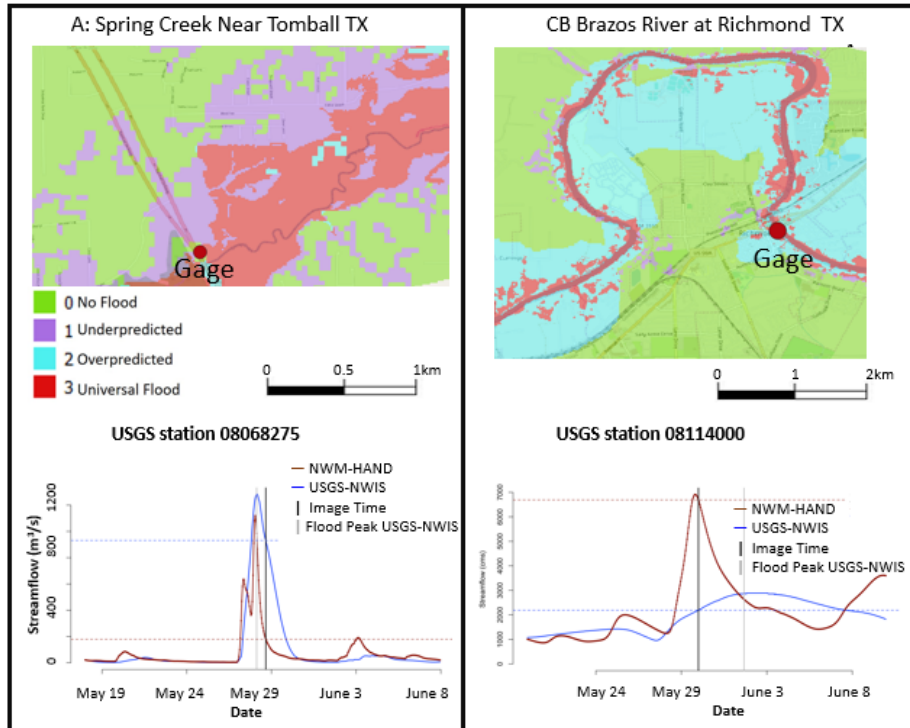 A: Spring Creek Near Tomball TX
Gage
0 No Flood
1 Underpredicted
2 Overpredicted
3 Universal Flood
0 0.5 1km
USGS station 08068275
NWM-HAND
USGS-NWIS
Image Time
Flood Peak USGS-NWIS
Streamflow (m³/s)
1200
800
400
0
May 19 May 24 May 29 June 3 June 8
Date
CB Brazos River at Richmond TX
Gage
0 1 2km
USGS station 08114000
NWM-HAND
USGS-NWIS
Image Time
Flood Peak USGS-NWIS
Streamflow (cms)
7000
6000
5000
4000
3000
2000
1000
0
May 24 May 29 June 3 June 8
Date